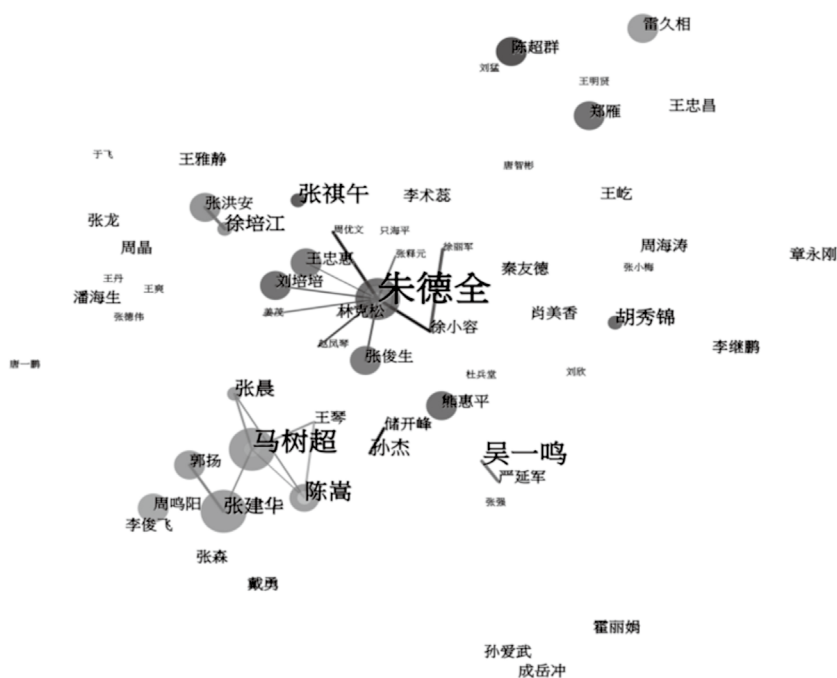 雷久相
陈超群
刘猛
王明贤
王忠昌
郑雁
于飞
王雅静
唐智彬
张祺午
李术蕊
王屹
张洪安
张龙
徐培江
周优文
只海平
周晶
徐丽军
周海涛
张释元
章永刚
王忠惠
秦友德
张小梅
王丹
刘培培
朱德全
王爽
潘海生
姜茂
林克松
肖美香
张德伟
胡秀锦
徐小容
赵凤琴
李继鹏
张俊生
唐一鹏
杜兵堂
刘欣
张晨
熊惠平
王琴
储开峰
马树超
孙杰
吴一鸣
郭扬
严延军
陈嵩
周鸣阳
张建华
张强
李俊飞
张森
戴勇
霍丽娟
孙爱武
成岳冲